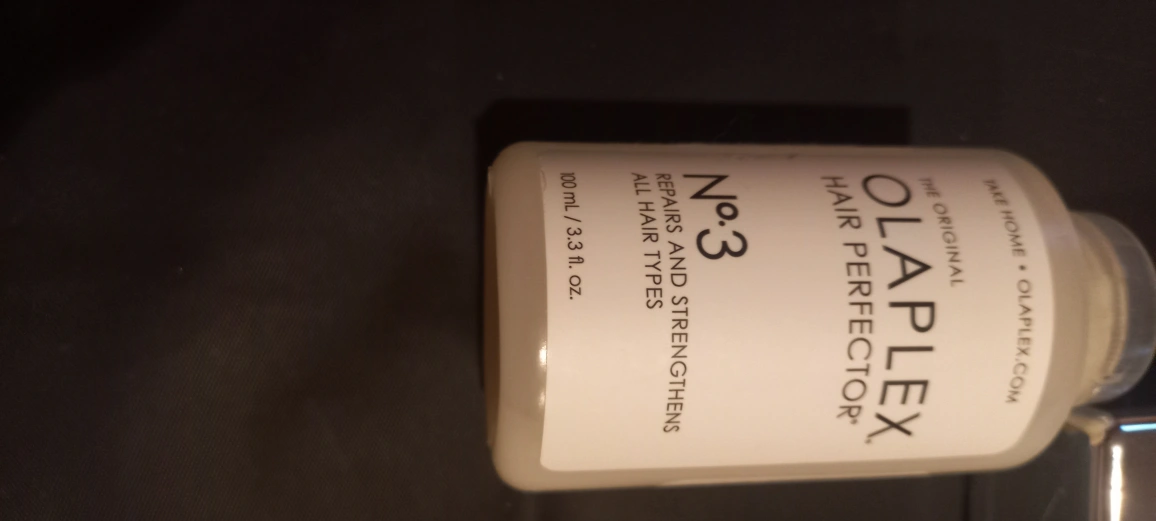 TAKE HOME • OLAPLEX.COM
THE ORIGINAL
OLAPLEX.
HAIR PERFECTOR®
Nº.3
REPAIRS AND STRENGTHENS
ALL HAIR TYPES
100 mL / 3.3 fl. oz.